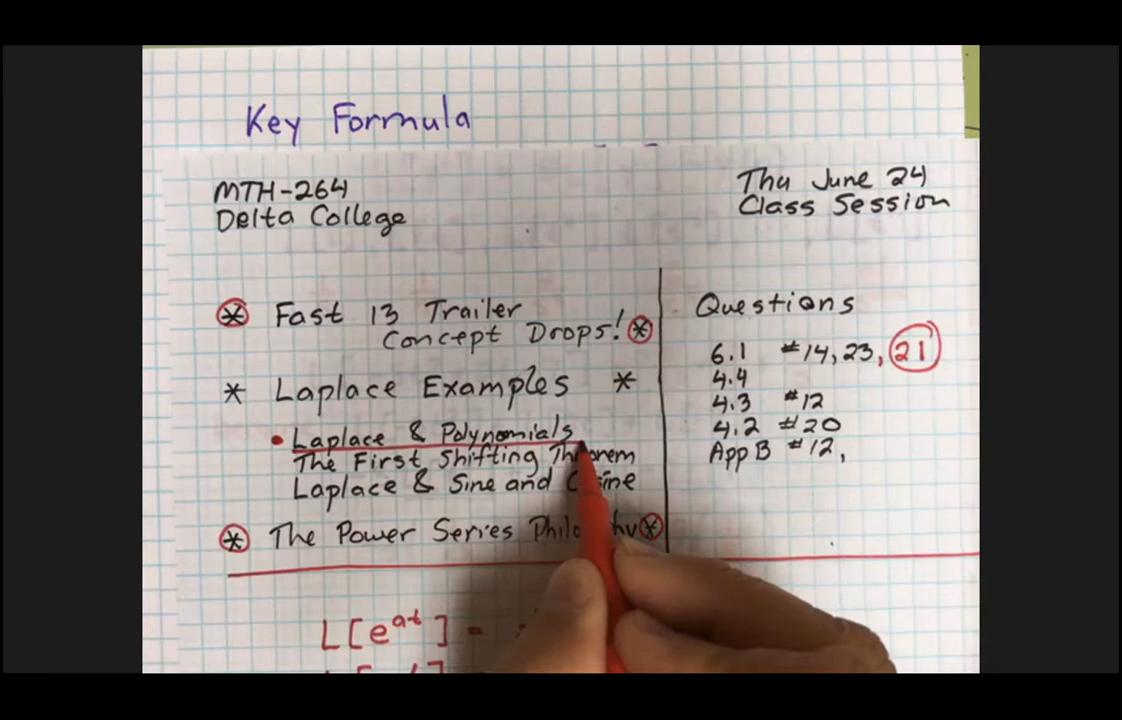 Key Formula
MTH-264
Delta College
Thu June 24
Class Session
* Fast 13 Trailer
Concept Drops! *
* Laplace Examples *
• Laplace & Polynomials
The First Shifting Theorem
Laplace & Sine and Cosine
* The Power Series *
Questions
6.1 #14, 23, 21
4.4
4.3 #12
4.2 #20
App B #12,
L[e^at] =